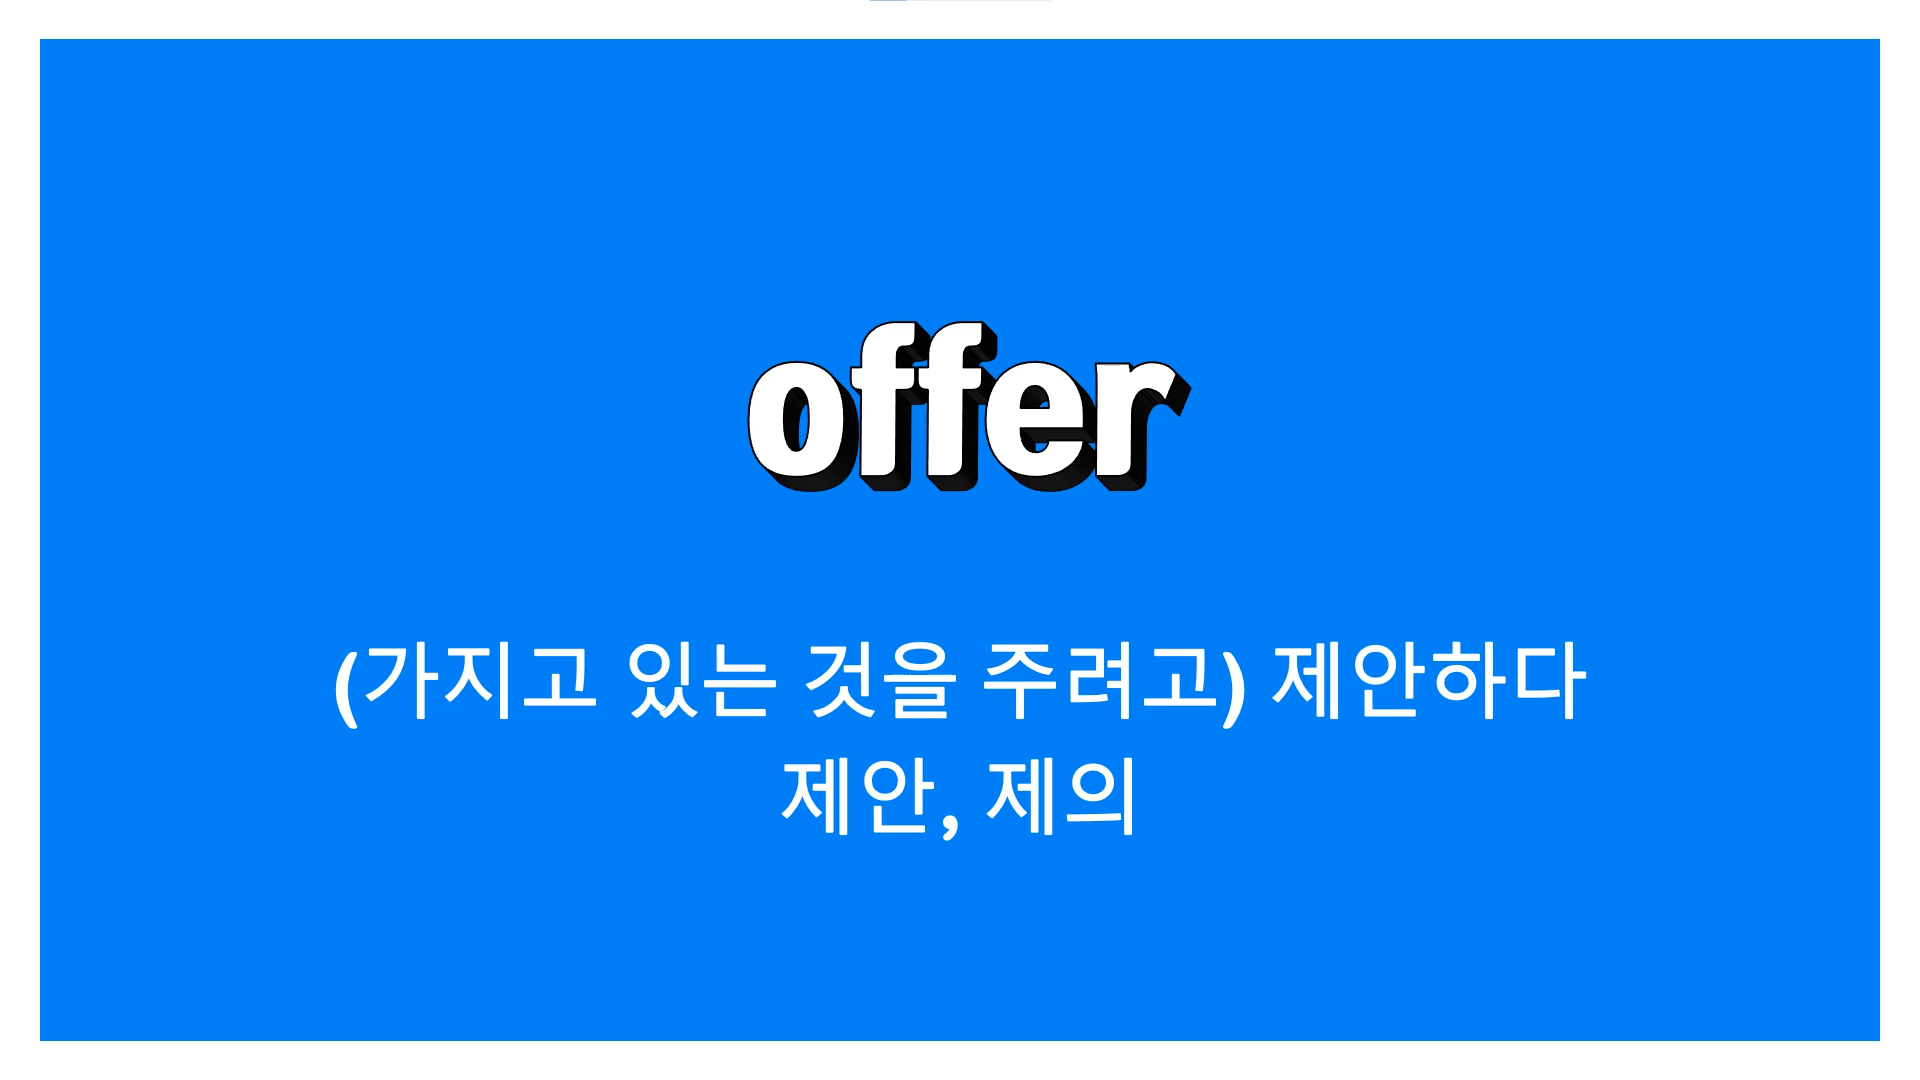 offer
(가지고 있는 것을 주려고) 제안하다
제안, 제의